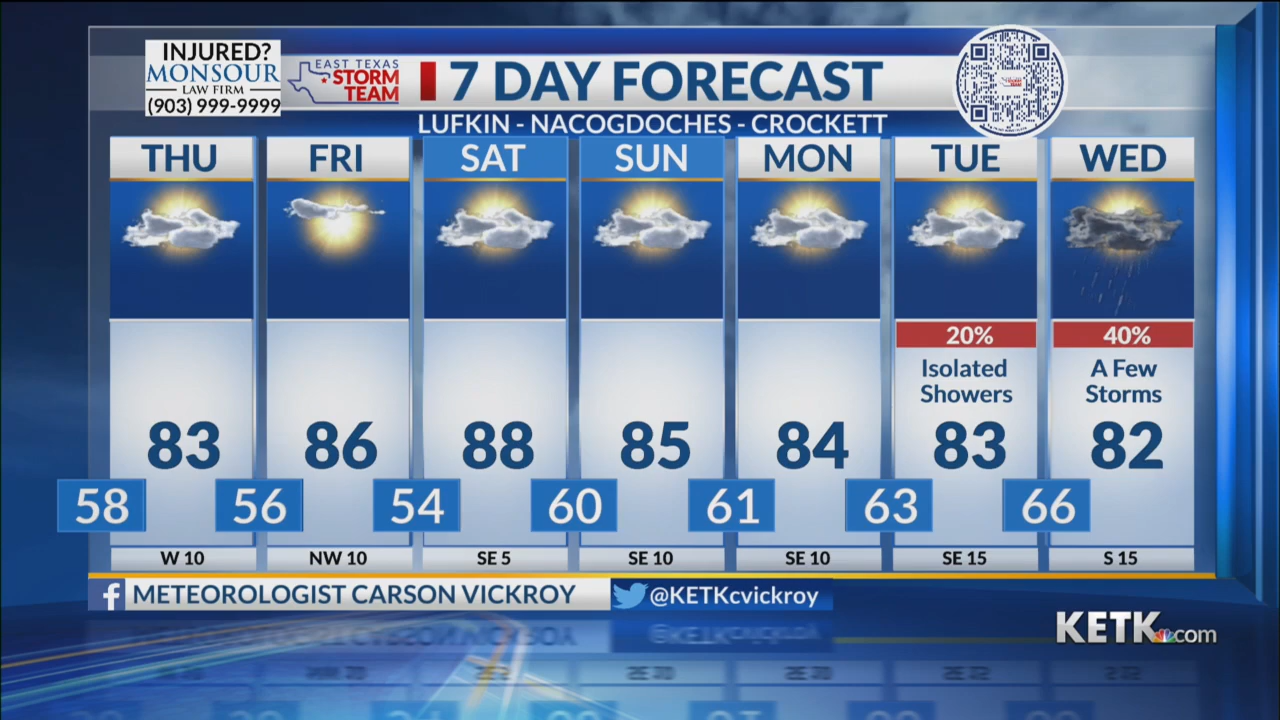 INJURED?
MONSOUR
LAW FIRM
(903) 999-9999
EAST TEXAS
STORM
TEAM
7 DAY FORECAST
LUFKIN - NACOGDOCHES - CROCKETT
THU FRI SAT SUN MON TUE WED
20% 40%
Isolated Showers
A Few Storms
83 86 88 85 84 83 82
58 56 54 60 61 63 66
W 10 NW 10 SE 5 SE 10 SE 10 SE 15 S 15
f METEOROLOGIST CARSON VICKROY @KETKcvickroy
KETK.com